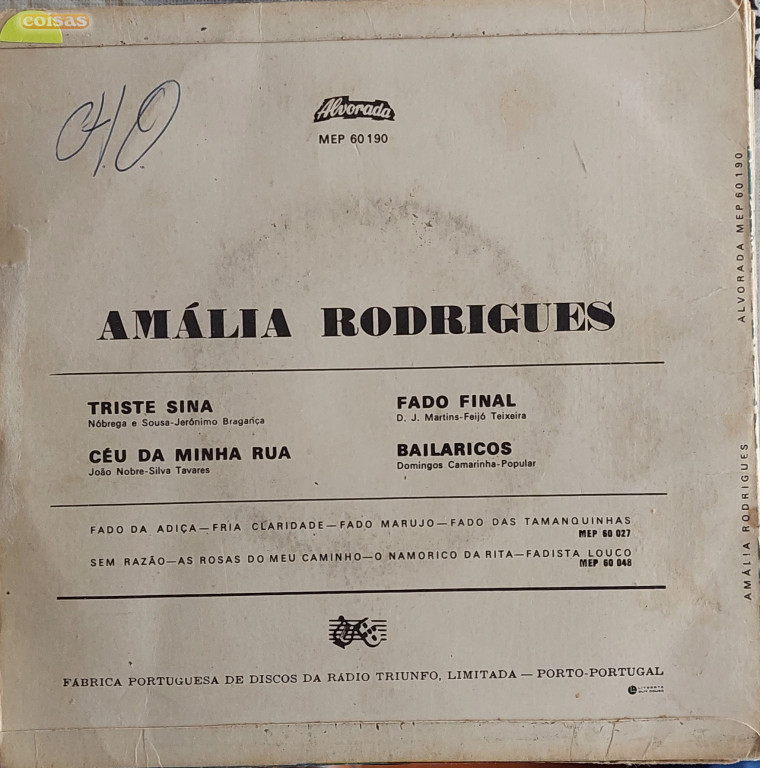 coisas
Alvorada
MEP 60190
AMÁLIA RODRIGUES
TRISTE SINA
Nóbrega e Sousa-Jerónimo Bragança
CÉU DA MINHA RUA
João Nobre-Silva Tavares
FADO FINAL
D. J. Martins-Feijó Teixeira
BAILARICOS
Domingos Camarinha-Popular
FADO DA ADIÇA—FRIA CLARIDADE—FADO MARUJO—FADO DAS TAMANQUINHAS
MEP 60 027
SEM RAZÃO—AS ROSAS DO MEU CAMINHO—O NAMORICO DA RITA—FADISTA LOUCO
MEP 60 048
FÁBRICA PORTUGUESA DE DISCOS DA RÁDIO TRIUNFO, LIMITADA — PORTO-PORTUGAL
ALVORADA MEP 60190
AMÁLIA RODRIGUES